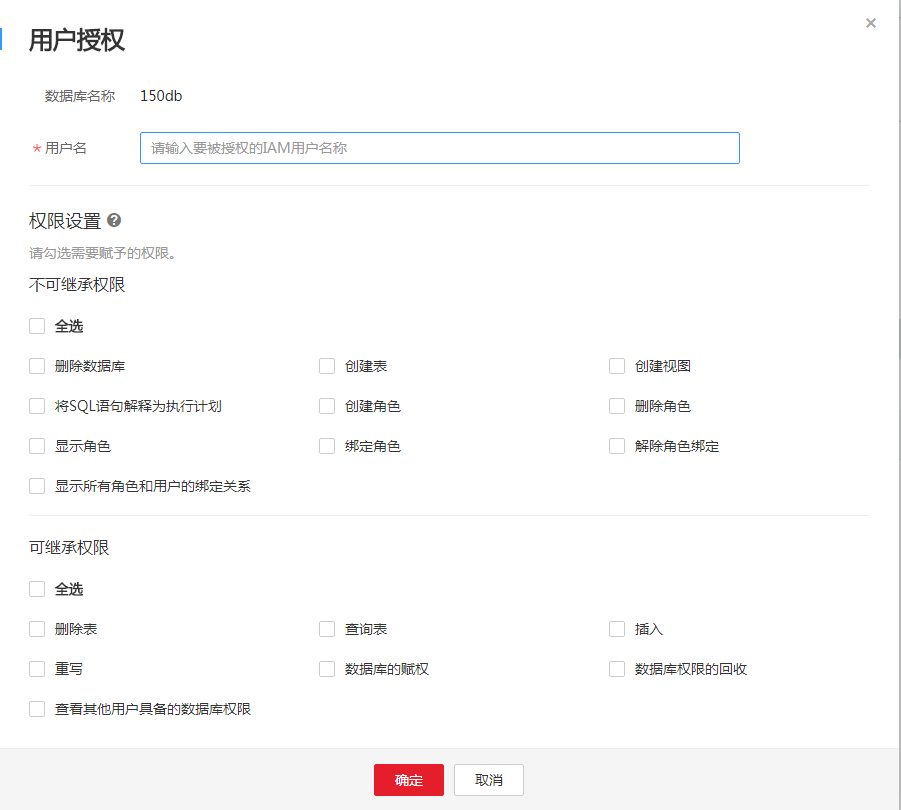 用户授权
数据库名称 150db
* 用户名 请输入要被授权的IAM用户名称
权限设置 ?
请勾选需要赋予的权限。
不可继承权限
全选
删除数据库 创建表 创建视图
将SQL语句解释为执行计划 创建角色 删除角色
显示角色 绑定角色 解除角色绑定
显示所有角色和用户的绑定关系
可继承权限
全选
删除表 查询表 插入
重写 数据库的赋权 数据库权限的回收
查看其他用户具备的数据库权限
确定 取消